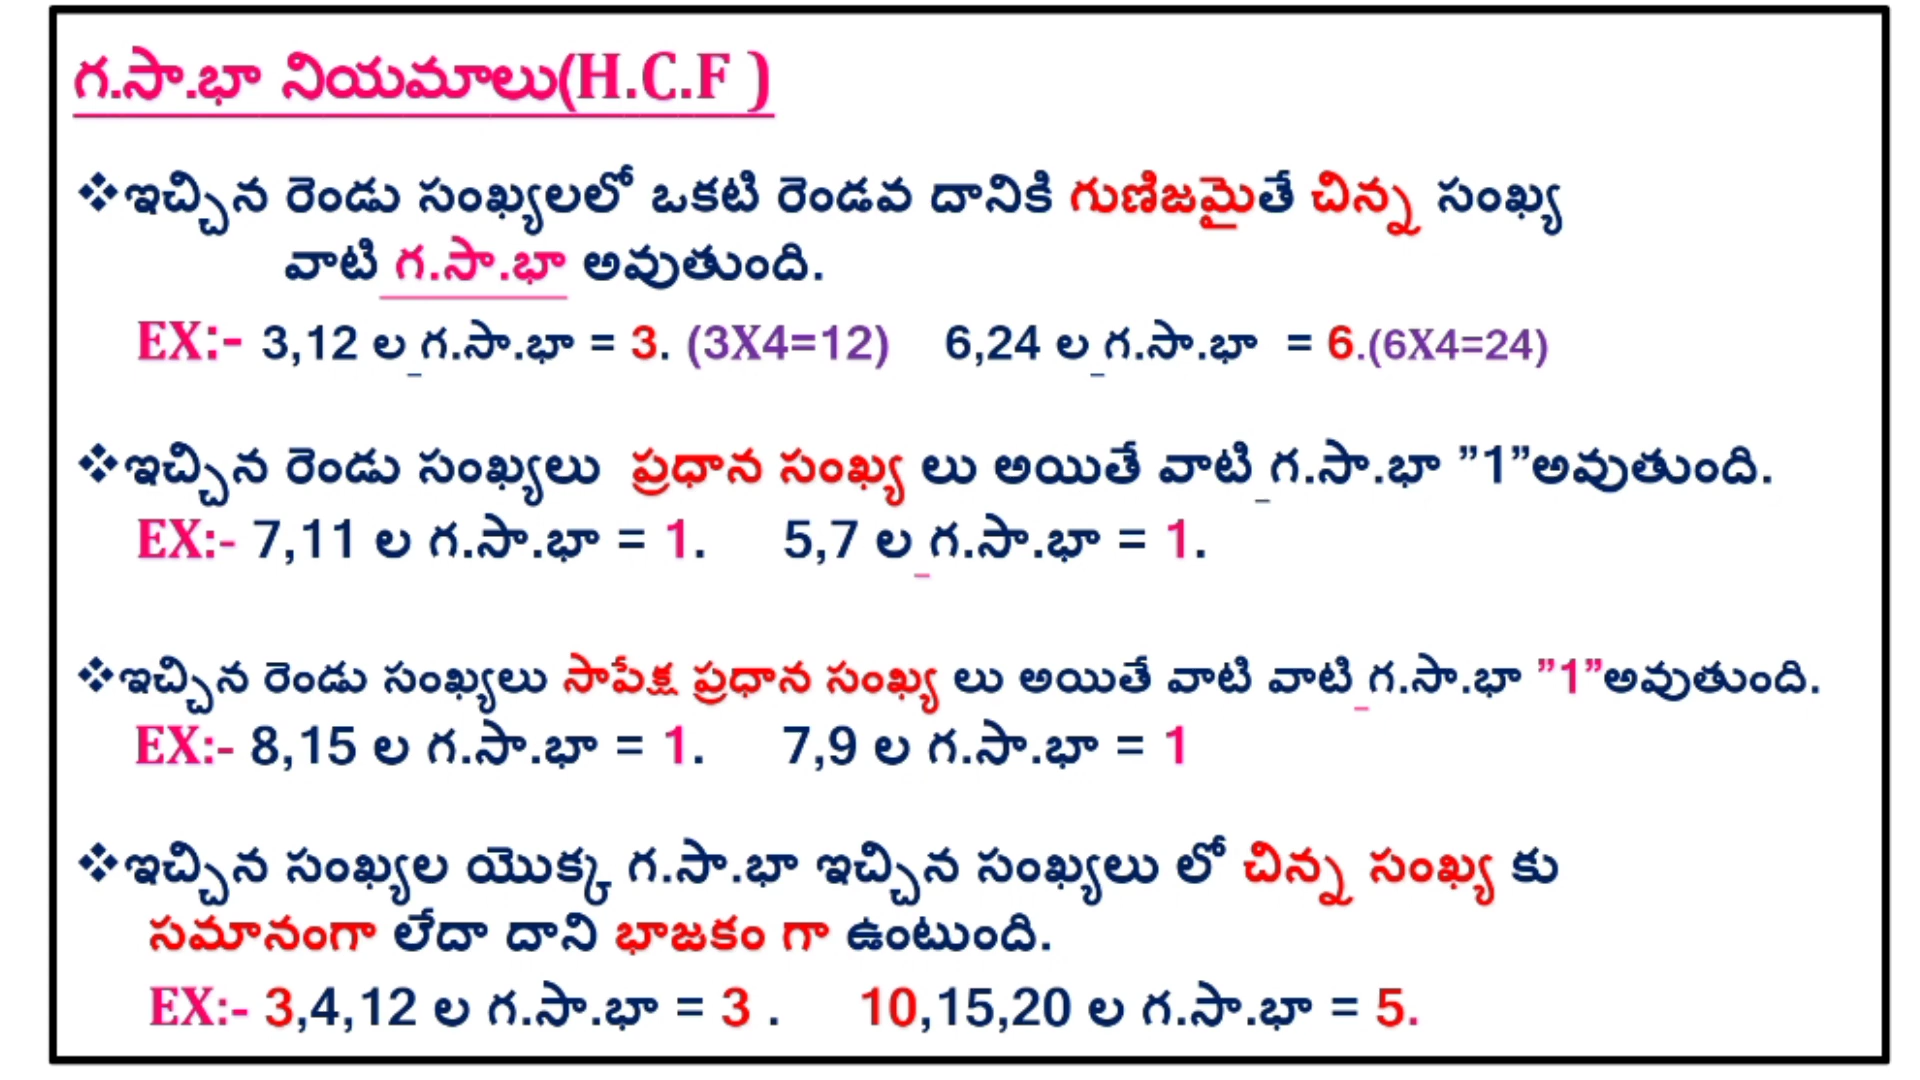 గ.సా.భా నియమాలు(H.C.F )
❖ఇచ్చిన రెండు సంఖ్యలలో ఒకటి రెండవ దానికి గుణిజమైతే చిన్న సంఖ్య
వాటి గ.సా.భా అవుతుంది.
EX:- 3,12 ల గ.సా.భా = 3. (3X4=12) 6,24 ల గ.సా.భా = 6.(6X4=24)
❖ఇచ్చిన రెండు సంఖ్యలు ప్రధాన సంఖ్య లు అయితే వాటి గ.సా.భా ”1”అవుతుంది.
EX:- 7,11 ల గ.సా.భా = 1. 5,7 ల గ.సా.భా = 1.
❖ఇచ్చిన రెండు సంఖ్యలు సాపేక్ష ప్రధాన సంఖ్య లు అయితే వాటి వాటి గ.సా.భా ”1”అవుతుంది.
EX:- 8,15 ల గ.సా.భా = 1. 7,9 ల గ.సా.భా = 1
❖ఇచ్చిన సంఖ్యల యొక్క గ.సా.భా ఇచ్చిన సంఖ్యలు లో చిన్న సంఖ్య కు
సమానంగా లేదా దాని భాజకం గా ఉంటుంది.
EX:- 3,4,12 ల గ.సా.భా = 3 . 10,15,20 ల గ.సా.భా = 5.